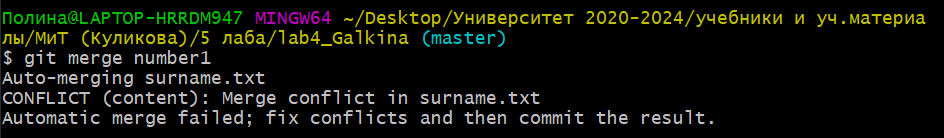 Полина@LAPTOP-HRRDM947 MINGW64 ~/Desktop/Университет 2020-2024/учебники и уч.материа
лы/МиТ (Куликова)/5 лаба/lab4_Galkina (master)
$ git merge number1
Auto-merging surname.txt
CONFLICT (content): Merge conflict in surname.txt
Automatic merge failed; fix conflicts and then commit the result.